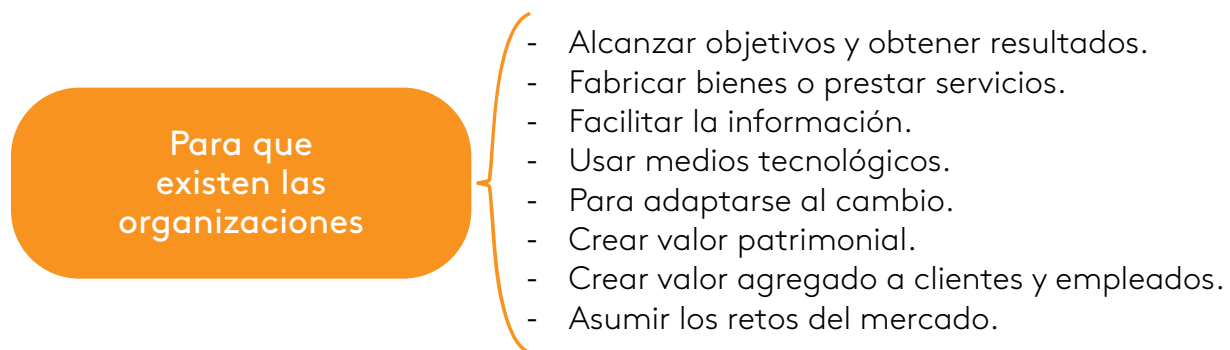 Para que
existen las
organizaciones
- Alcanzar objetivos y obtener resultados.
- Fabricar bienes o prestar servicios.
- Facilitar la información.
- Usar medios tecnológicos.
- Para adaptarse al cambio.
- Crear valor patrimonial.
- Crear valor agregado a clientes y empleados.
- Asumir los retos del mercado.